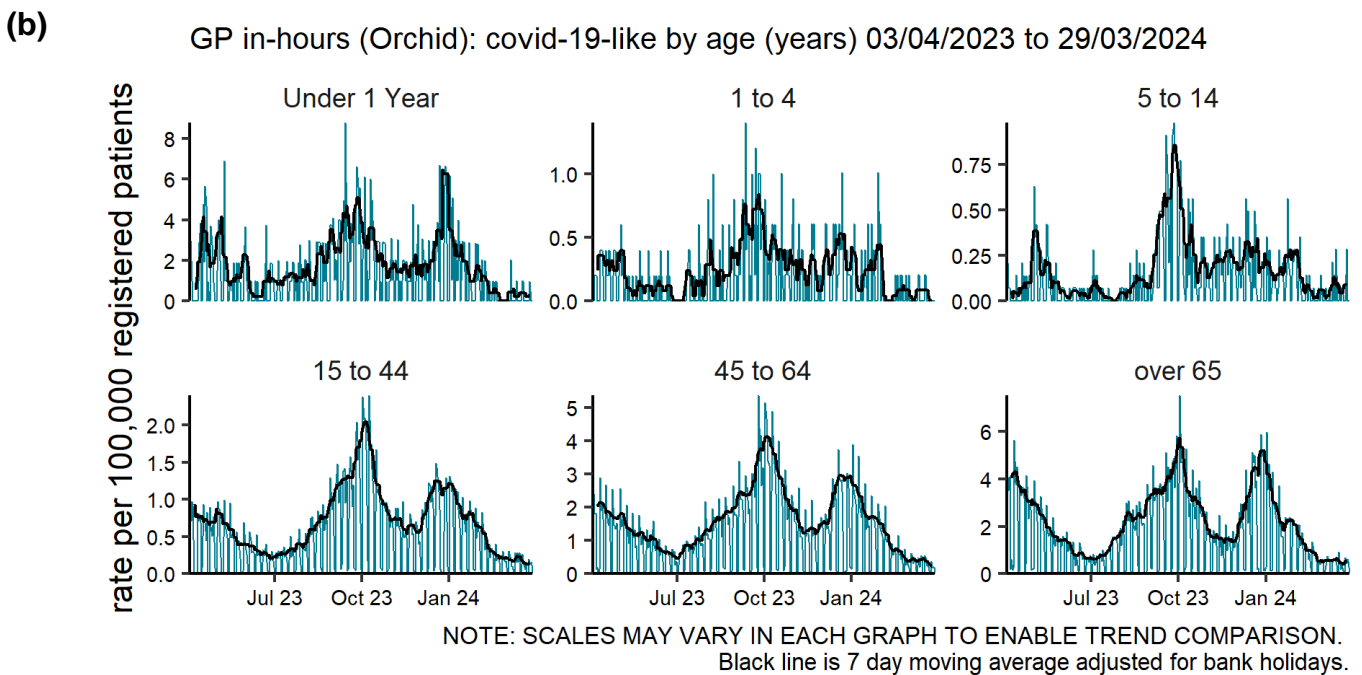 (b)
GP in-hours (Orchid): covid-19-like by age (years) 03/04/2023 to 29/03/2024
rate per 100,000 registered patients
Under 1 Year
8
6
4
2
0
1 to 4
1.0
0.5
0.0
5 to 14
0.75
0.50
0.25
0.00
15 to 44
2.0
1.5
1.0
0.5
0.0
Jul 23 Oct 23 Jan 24
45 to 64
5
4
3
2
1
0
Jul 23 Oct 23 Jan 24
over 65
6
4
2
0
Jul 23 Oct 23 Jan 24
NOTE: SCALES MAY VARY IN EACH GRAPH TO ENABLE TREND COMPARISON.
Black line is 7 day moving average adjusted for bank holidays.